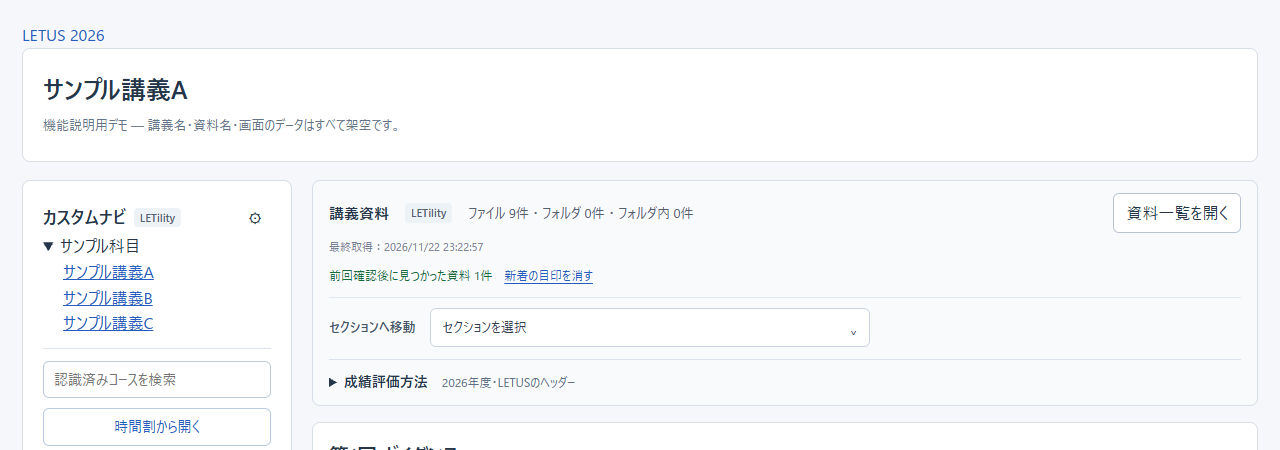 LETUS 2026
サンプル講義A
機能説明用デモ — 講義名・資料名・画面のデータはすべて架空です。
カスタムナビ LETility
▼ サンプル科目
サンプル講義A
サンプル講義B
サンプル講義C
認識済みコースを検索
時間割から開く
講義資料 LETility ファイル 9件・フォルダ 0件・フォルダ内 0件
資料一覧を開く
最終取得：2026/11/22 23:22:57
前回確認後に見つかった資料 1件 新着の目印を消す
セクションへ移動 セクションを選択
▶ 成績評価方法 2026年度・LETUSのヘッダー